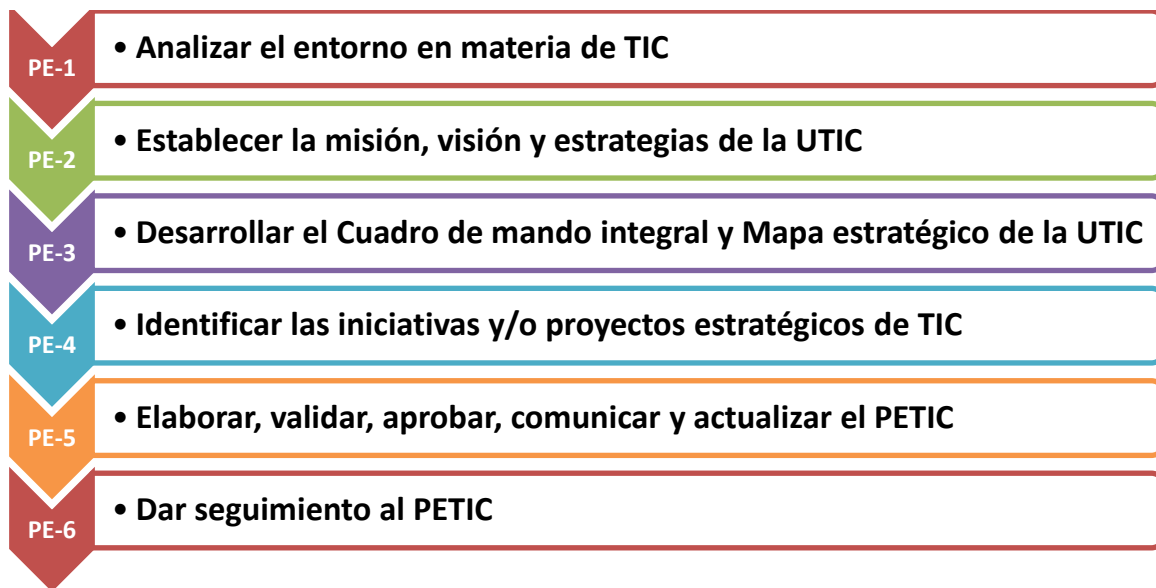 PE-1
• Analizar el entorno en materia de TIC
PE-2
• Establecer la misión, visión y estrategias de la UTIC
PE-3
• Desarrollar el Cuadro de mando integral y Mapa estratégico de la UTIC
PE-4
• Identificar las iniciativas y/o proyectos estratégicos de TIC
PE-5
• Elaborar, validar, aprobar, comunicar y actualizar el PETIC
PE-6
• Dar seguimiento al PETIC